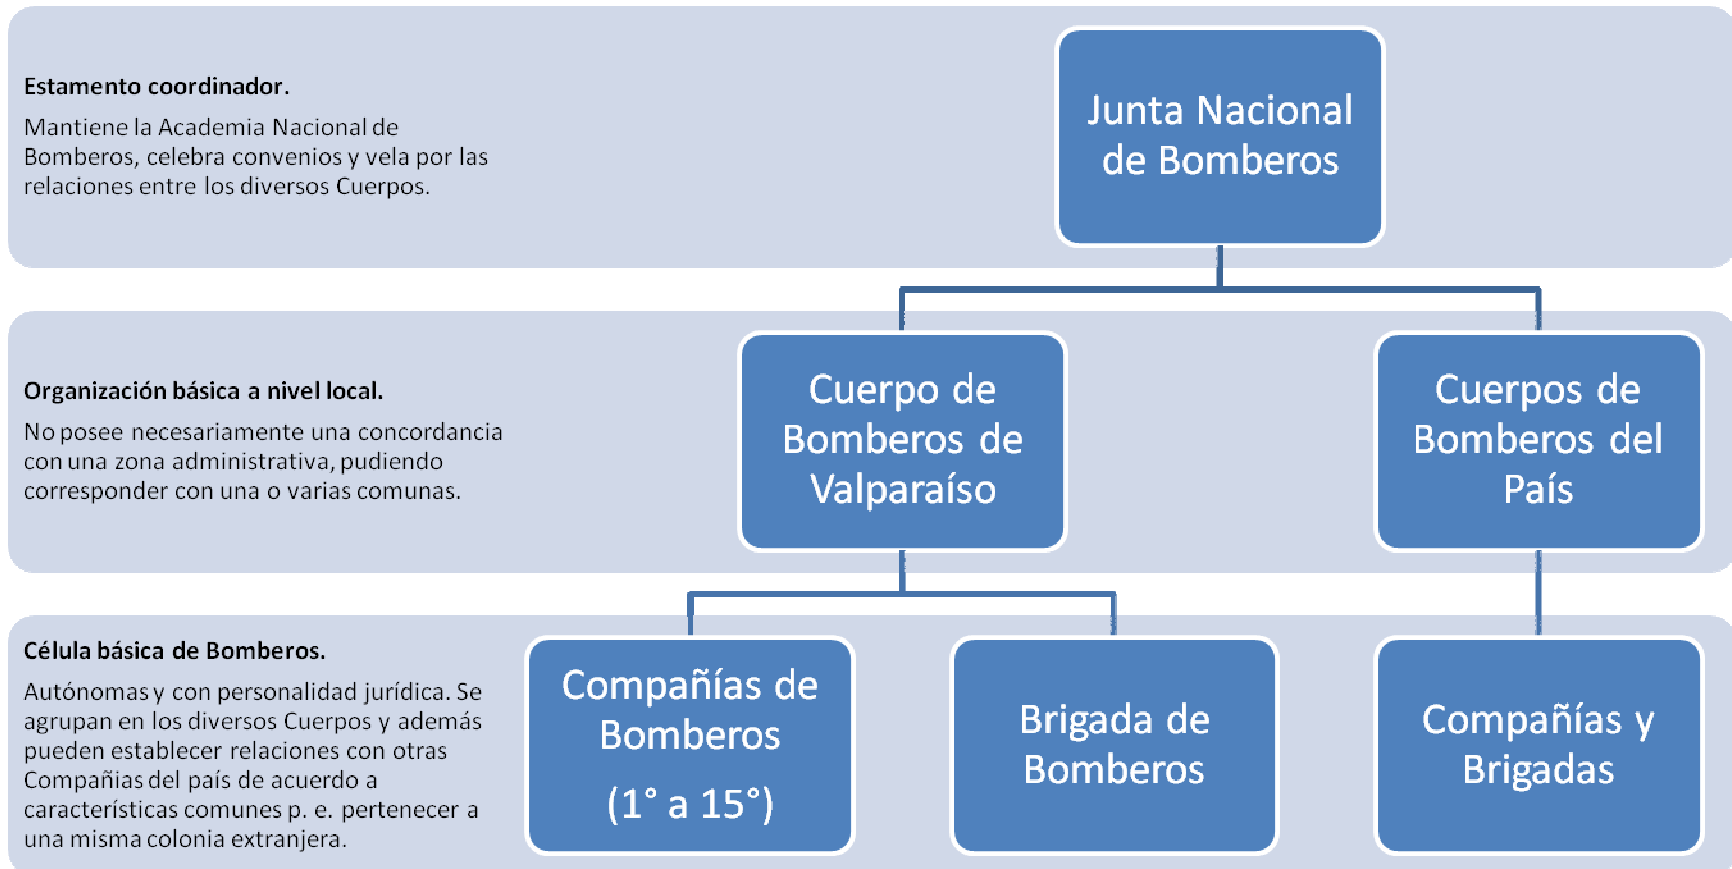 Estamento coordinador.
Mantiene la Academia Nacional de
Bomberos, celebra convenios y vela por las
relaciones entre los diversos Cuerpos.
Junta Nacional
de Bomberos
Organización básica a nivel local.
No posee necesariamente una concordancia
con una zona administrativa, pudiendo
corresponder con una o varias comunas.
Cuerpo de
Bomberos de
Valparaíso
Cuerpos de
Bomberos del
País
Célula básica de Bomberos.
Autónomas y con personalidad jurídica. Se
agrupan en los diversos Cuerpos y además
pueden establecer relaciones con otras
Compañias del país de acuerdo a
características comunes p. e. pertenecer a
una misma colonia extranjera.
Compañías de
Bomberos
(1° a 15°)
Brigada de
Bomberos
Compañías y
Brigadas